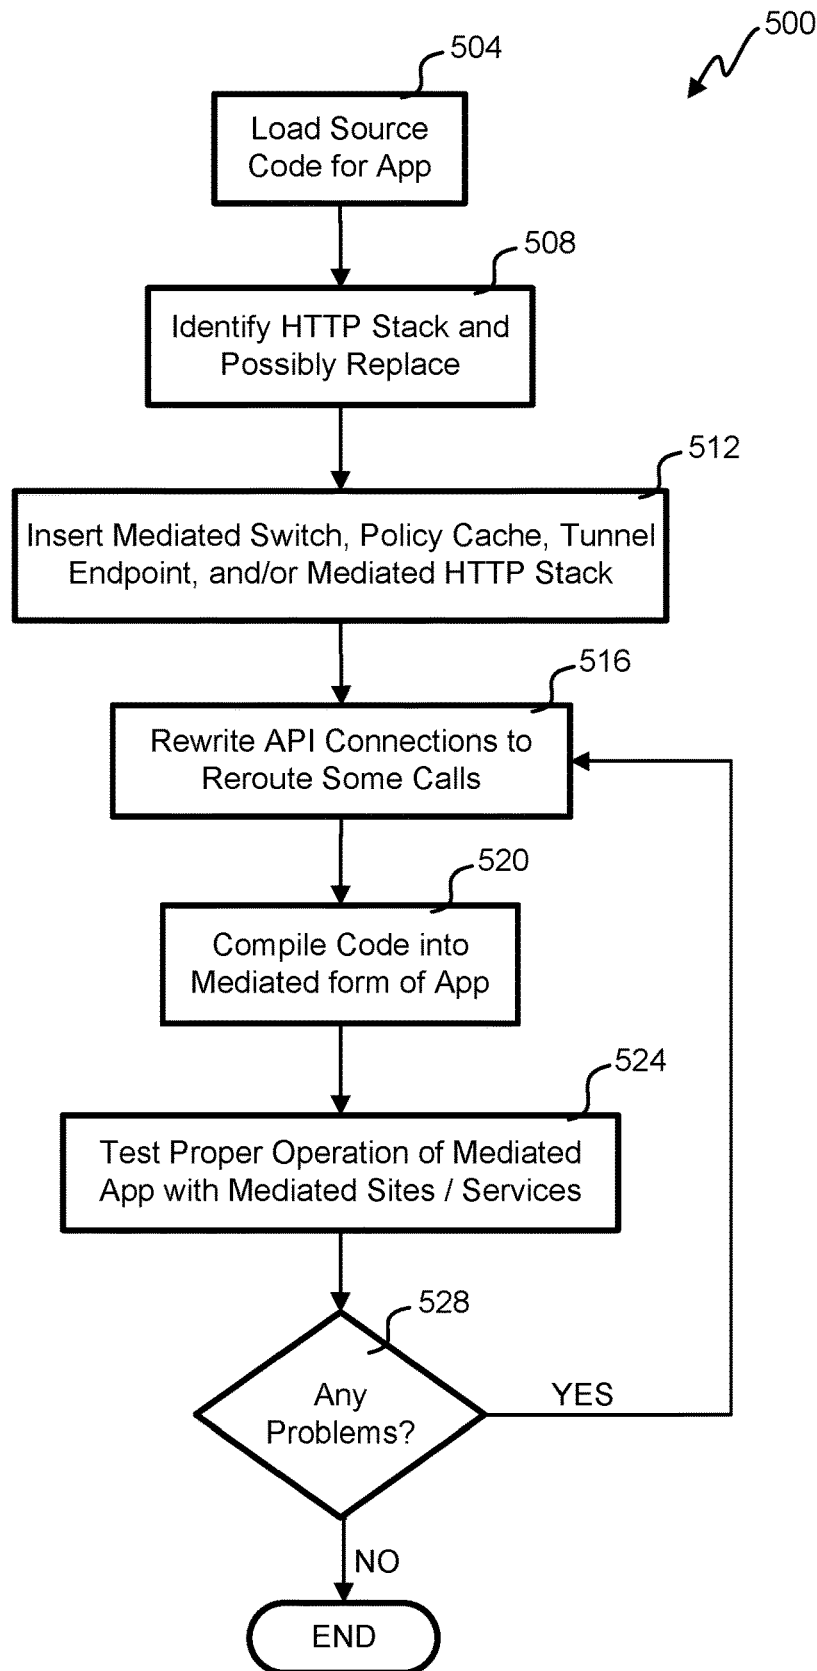 500
504
Load Source
Code for App
508
Identify HTTP Stack and
Possibly Replace
512
Insert Mediated Switch, Policy Cache, Tunnel
Endpoint, and/or Mediated HTTP Stack
516
Rewrite API Connections to
Reroute Some Calls
520
Compile Code into
Mediated form of App
524
Test Proper Operation of Mediated
App with Mediated Sites / Services
528
Any
Problems?
YES
NO
END